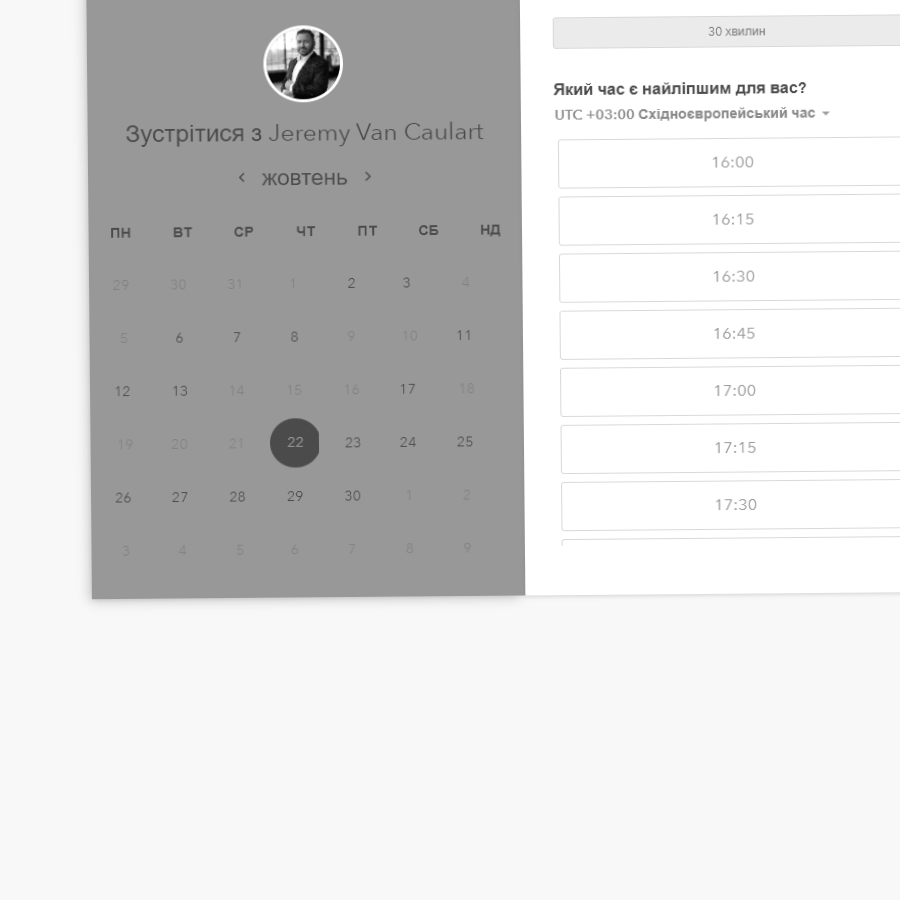 Зустрітися з Jeremy Van Caulart
‹ жовтень ›
ПН ВТ СР ЧТ ПТ СБ НД
29 30 31 1 2 3 4
5 6 7 8 9 10 11
12 13 14 15 16 17 18
19 20 21 22 23 24 25
26 27 28 29 30 1 2
3 4 5 6 7 8 9
30 хвилин
Який час є найліпшим для вас?
UTC +03:00 Східноєвропейський час
16:00
16:15
16:30
16:45
17:00
17:15
17:30